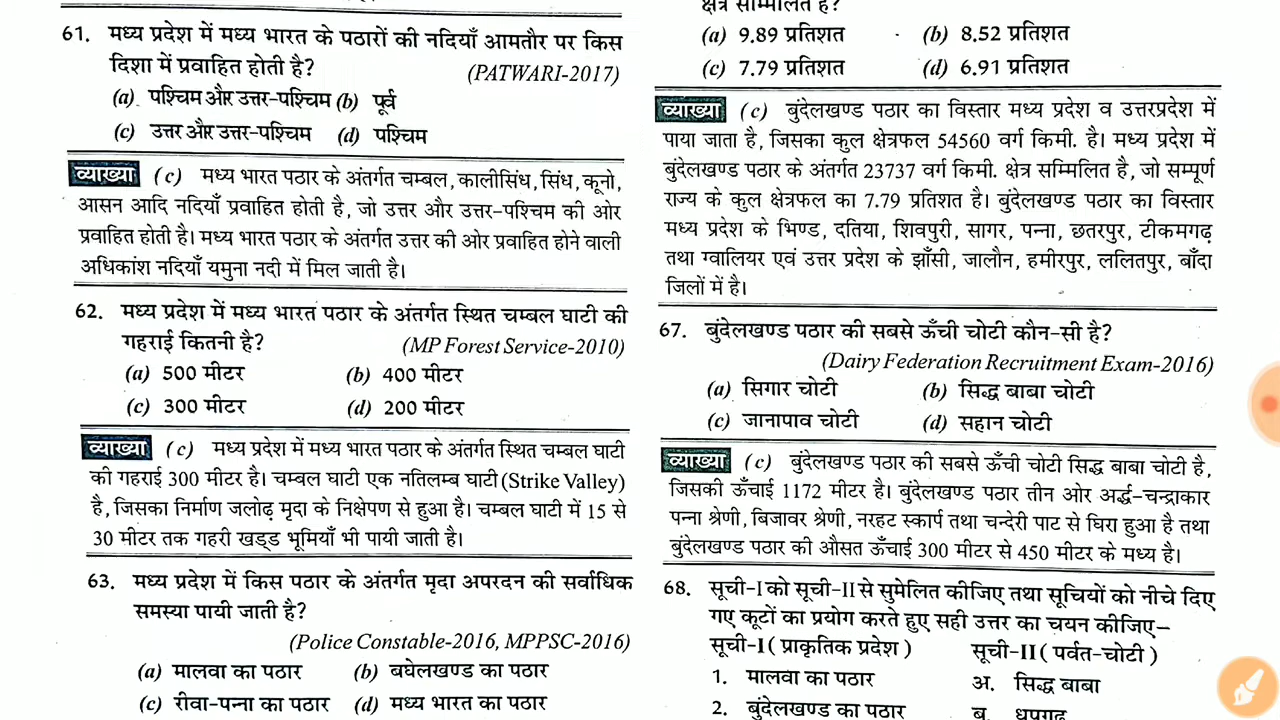 61. मध्य प्रदेश में मध्य भारत के पठारों की नदियाँ आमतौर पर किस
दिशा में प्रवाहित होती है? (PATWARI-2017)
(a) पश्चिम और उत्तर-पश्चिम (b) पूर्व
(c) उत्तर और उत्तर-पश्चिम (d) पश्चिम
व्याख्या (c) मध्य भारत पठार के अंतर्गत चम्बल, कालीसिंध, सिंध, कूनो,
आसन आदि नदियाँ प्रवाहित होती है, जो उत्तर और उत्तर-पश्चिम की ओर
प्रवाहित होती है। मध्य भारत पठार के अंतर्गत उत्तर की ओर प्रवाहित होने वाली
अधिकांश नदियाँ यमुना नदी में मिल जाती है।
62. मध्य प्रदेश में मध्य भारत पठार के अंतर्गत स्थित चम्बल घाटी की
गहराई कितनी है? (MP Forest Service-2010)
(a) 500 मीटर (b) 400 मीटर
(c) 300 मीटर (d) 200 मीटर
व्याख्या (c) मध्य प्रदेश में मध्य भारत पठार के अंतर्गत स्थित चम्बल घाटी
की गहराई 300 मीटर है। चम्बल घाटी एक नतिलम्ब घाटी (Strike Valley)
है, जिसका निर्माण जलोढ़ मृदा के निक्षेपण से हुआ है। चम्बल घाटी में 15 से
30 मीटर तक गहरी खड्ड भूमियाँ भी पायी जाती है।
63. मध्य प्रदेश में किस पठार के अंतर्गत मृदा अपरदन की सर्वाधिक
समस्या पायी जाती है?
(Police Constable-2016, MPPSC-2016)
(a) मालवा का पठार (b) बघेलखण्ड का पठार
(c) रीवा-पन्ना का पठार (d) मध्य भारत का पठार
क्षेत्र सम्मिलित है?
(a) 9.89 प्रतिशत (b) 8.52 प्रतिशत
(c) 7.79 प्रतिशत (d) 6.91 प्रतिशत
व्याख्या (c) बुंदेलखण्ड पठार का विस्तार मध्य प्रदेश व उत्तरप्रदेश में
पाया जाता है, जिसका कुल क्षेत्रफल 54560 वर्ग किमी. है। मध्य प्रदेश में
बुंदेलखण्ड पठार के अंतर्गत 23737 वर्ग किमी. क्षेत्र सम्मिलित है, जो सम्पूर्ण
राज्य के कुल क्षेत्रफल का 7.79 प्रतिशत है। बुंदेलखण्ड पठार का विस्तार
मध्य प्रदेश के भिण्ड, दतिया, शिवपुरी, सागर, पन्ना, छतरपुर, टीकमगढ़
तथा ग्वालियर एवं उत्तर प्रदेश के झाँसी, जालौन, हमीरपुर, ललितपुर, बाँदा
जिलों में है।
67. बुंदेलखण्ड पठार की सबसे ऊँची चोटी कौन-सी है?
(Dairy Federation Recruitment Exam-2016)
(a) सिगार चोटी (b) सिद्ध बाबा चोटी
(c) जानापाव चोटी (d) सहान चोटी
व्याख्या (c) बुंदेलखण्ड पठार की सबसे ऊँची चोटी सिद्ध बाबा चोटी है,
जिसकी ऊँचाई 1172 मीटर है। बुंदेलखण्ड पठार तीन ओर अर्द्ध-चन्द्राकार
पन्ना श्रेणी, बिजावर श्रेणी, नरहट स्कार्प तथा चन्देरी पाट से घिरा हुआ है तथा
बुंदेलखण्ड पठार की औसत ऊँचाई 300 मीटर से 450 मीटर के मध्य है।
68. सूची-I को सूची-II से सुमेलित कीजिए तथा सूचियों को नीचे दिए
गए कूटों का प्रयोग करते हुए सही उत्तर का चयन कीजिए–
सूची-I ( प्राकृतिक प्रदेश ) सूची-II ( पर्वत-चोटी )
1. मालवा का पठार अ. सिद्ध बाबा
2. बुंदेलखण्ड का पठार ब. धूपगढ़